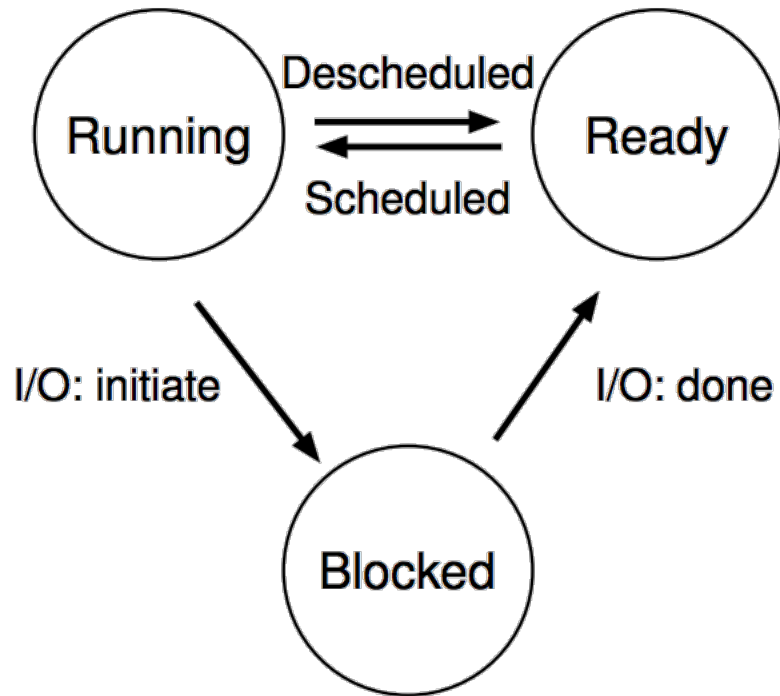 Descheduled
Running
Ready
Scheduled
I/O: initiate
I/O: done
Blocked